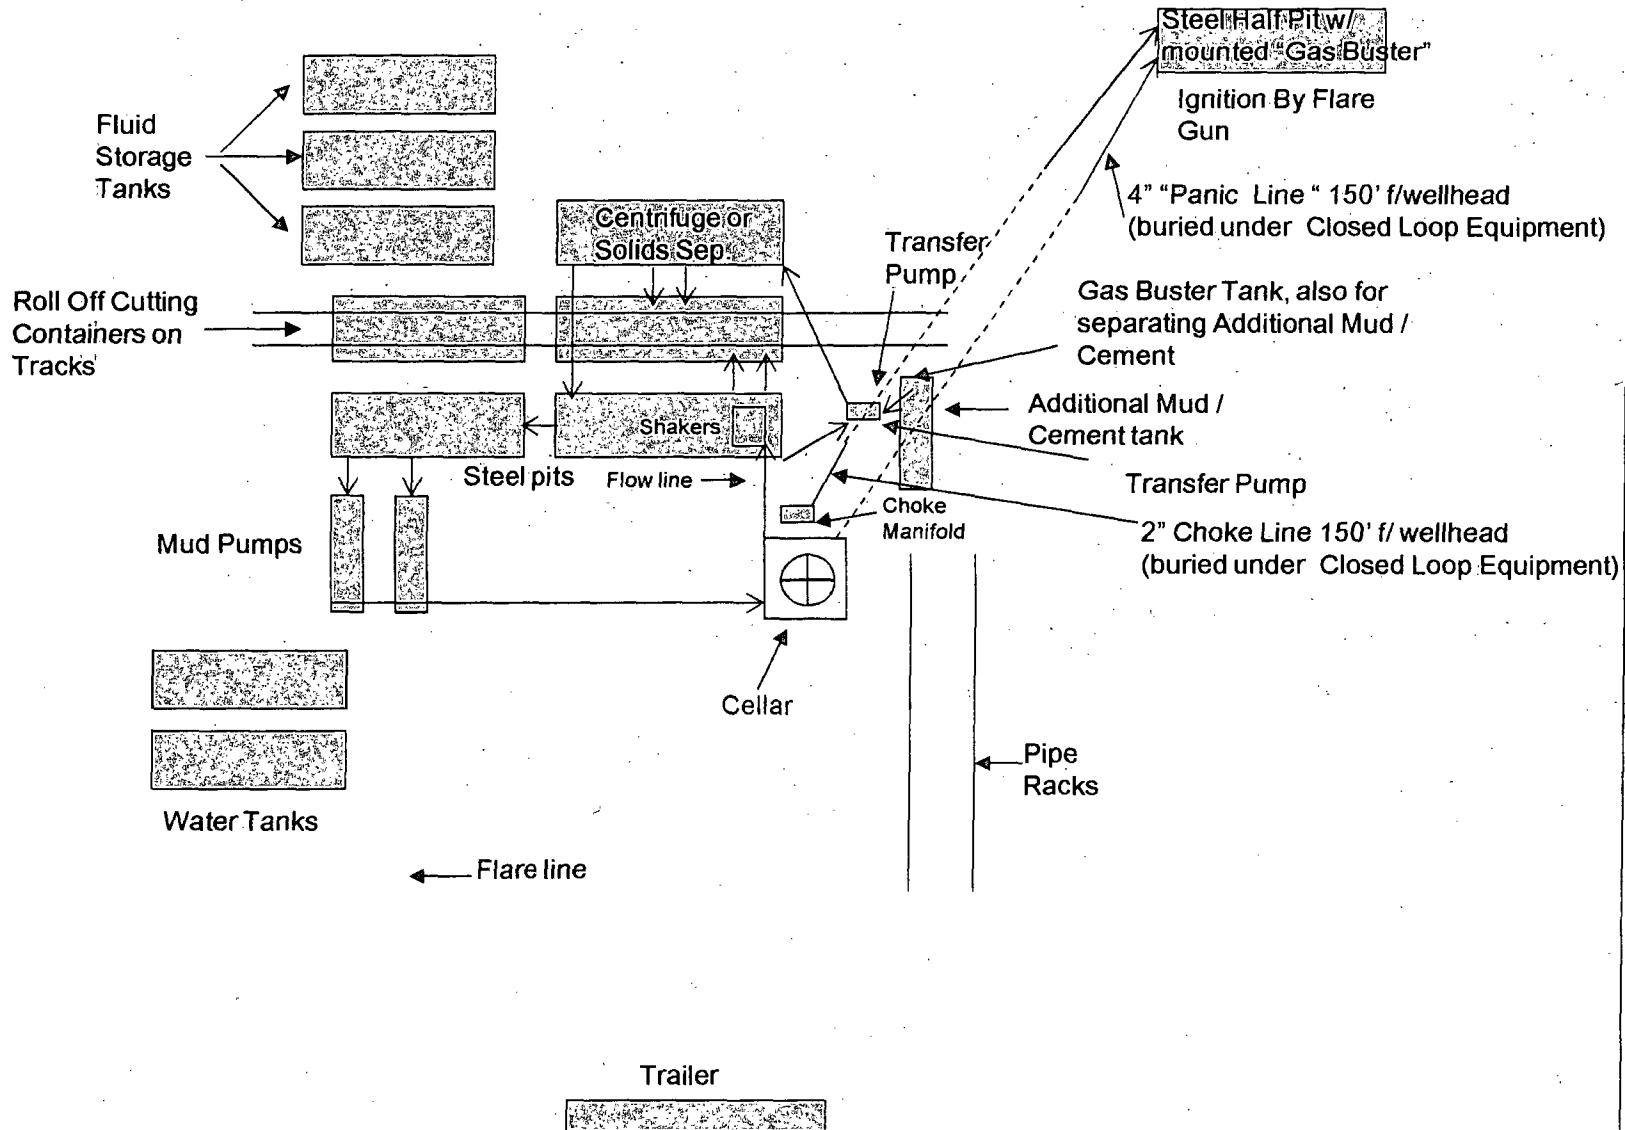 Steel Half Pit w/
mounted "Gas Buster"
Ignition By Flare
Gun
Fluid
Storage
Tanks
4" "Panic Line " 150' f/wellhead
(buried under Closed Loop Equipment)
Centrifuge or
Solids Sep
Transfer
Pump
Roll Off Cutting
Containers on
Tracks
Gas Buster Tank, also for
separating Additional Mud /
Cement
Additional Mud /
Cement tank
Shakers
Steel pits
Flow line
Transfer Pump
Choke
Manifold
2" Choke Line 150' f/ wellhead
(buried under Closed Loop Equipment)
Mud Pumps
Cellar
Pipe
Racks
Water Tanks
Flare line
Trailer